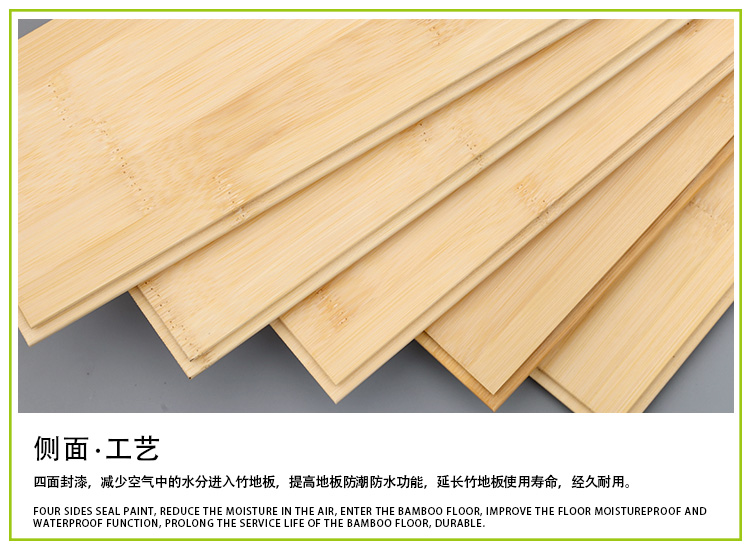 侧面·工艺
四面封漆，减少空气中的水分进入竹地板，提高地板防潮防水功能，延长竹地板使用寿命，经久耐用。
FOUR SIDES SEAL PAINT, REDUCE THE MOISTURE IN THE AIR, ENTER THE BAMBOO FLOOR, IMPROVE THE FLOOR MOISTUREPROOF AND
WATERPROOF FUNCTION, PROLONG THE SERVICE LIFE OF THE BAMBOO FLOOR, DURABLE.